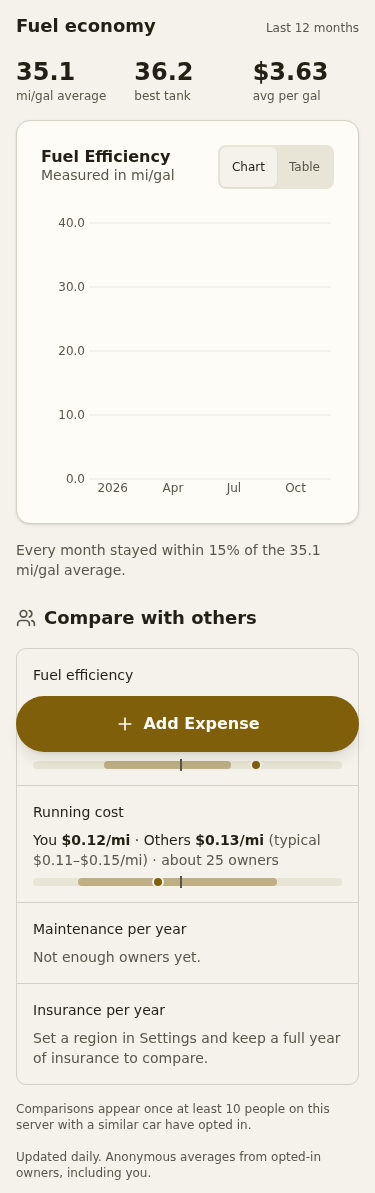 Fuel economy
Last 12 months
35.1
36.2
$3.63
mi/gal average
best tank
avg per gal
Fuel Efficiency
Measured in mi/gal
Chart
Table
40.0
30.0
20.0
10.0
0.0
2026
Apr
Jul
Oct
Every month stayed within 15% of the 35.1
mi/gal average.
Compare with others
Fuel efficiency
Add Expense
Running cost
You $0.12/mi · Others $0.13/mi (typical
$0.11–$0.15/mi) · about 25 owners
Maintenance per year
Not enough owners yet.
Insurance per year
Set a region in Settings and keep a full year
of insurance to compare.
Comparisons appear once at least 10 people on this
server with a similar car have opted in.
Updated daily. Anonymous averages from opted-in
owners, including you.